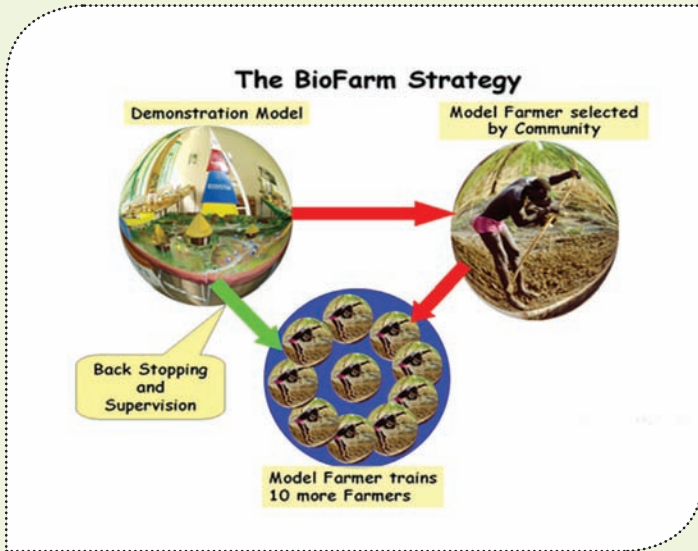 The BioFarm Strategy
Demonstration Model
Model Farmer selected
by Community
Back Stopping
and
Supervision
Model Farmer trains
10 more Farmers